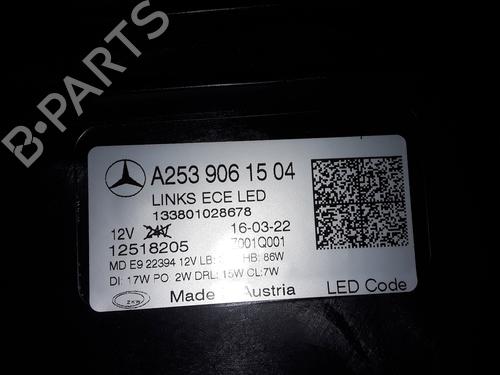 B-PARTS
A253 906 15 04
LINKS ECE LED
133801028678
12V 24V 16-03-22
12518205 7001Q001
MD E9 22394 12V LB: HB: 86W
DI: 17W PO 2W DRL: 15W CL: 7W
ZKW
Made Austria LED Code